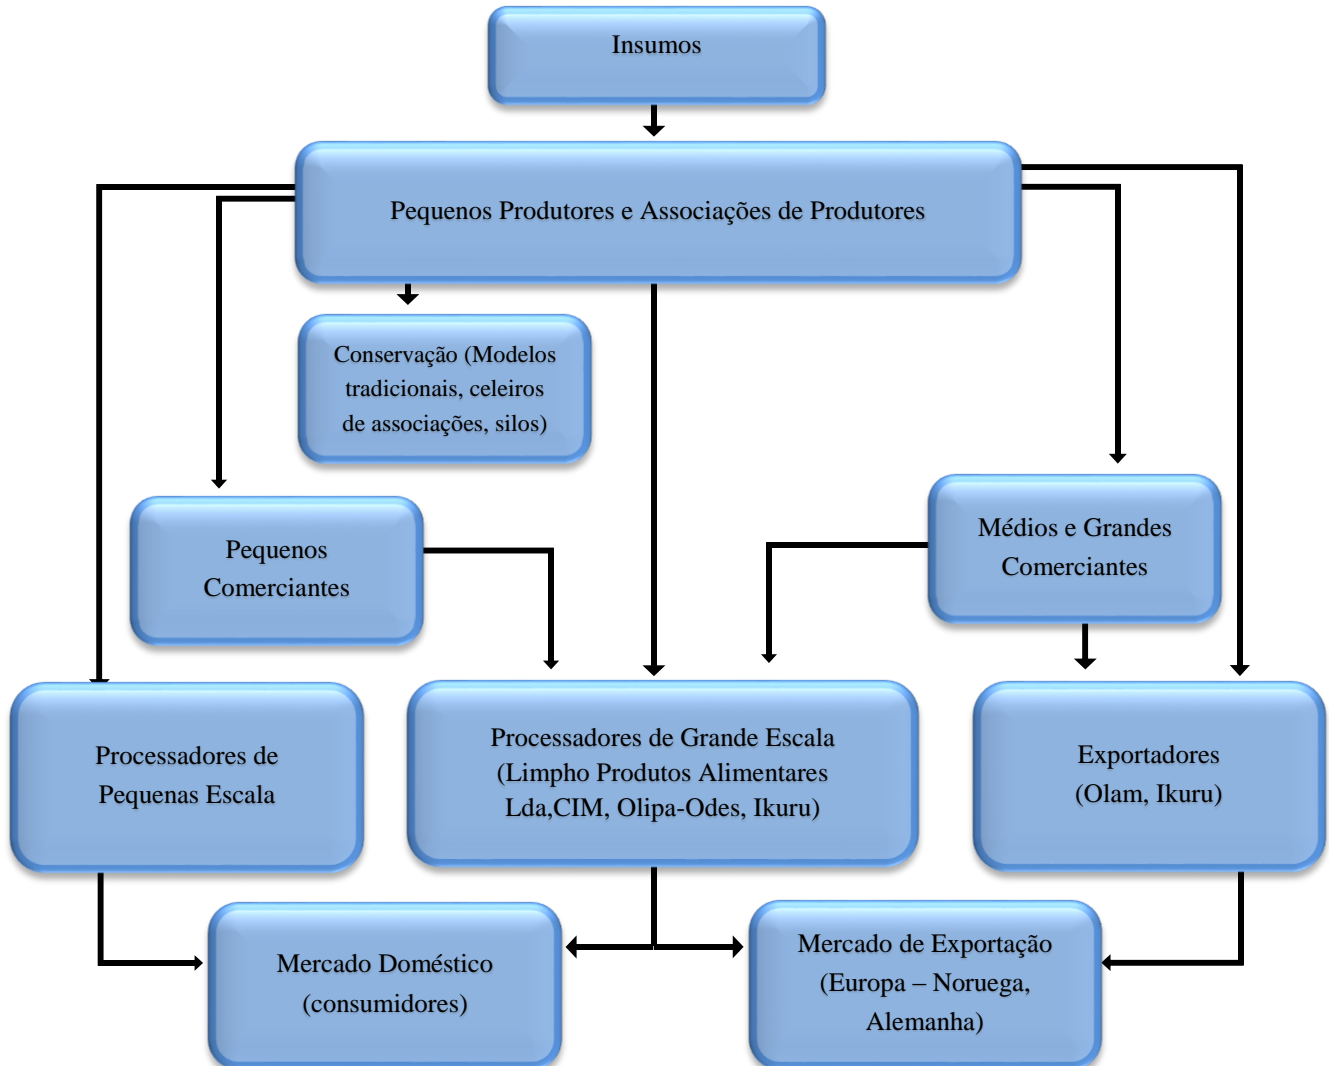 Insumos
Pequenos Produtores e Associações de Produtores
Conservação (Modelos
tradicionais, celeiros
de associações, silos)
Pequenos
Comerciantes
Médios e Grandes
Comerciantes
Processadores de
Pequenas Escala
Processadores de Grande Escala
(Limpho Produtos Alimentares
Lda,CIM, Olipa-Odes, Ikuru)
Exportadores
(Olam, Ikuru)
Mercado Doméstico
(consumidores)
Mercado de Exportação
(Europa – Noruega,
Alemanha)